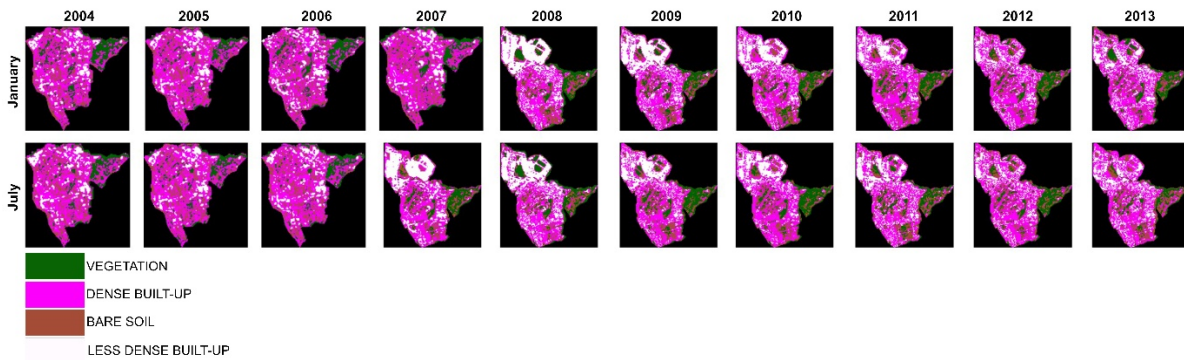 2004 2005 2006 2007 2008 2009 2010 2011 2012 2013
January
July
VEGETATION
DENSE BUILT-UP
BARE SOIL
LESS DENSE BUILT-UP